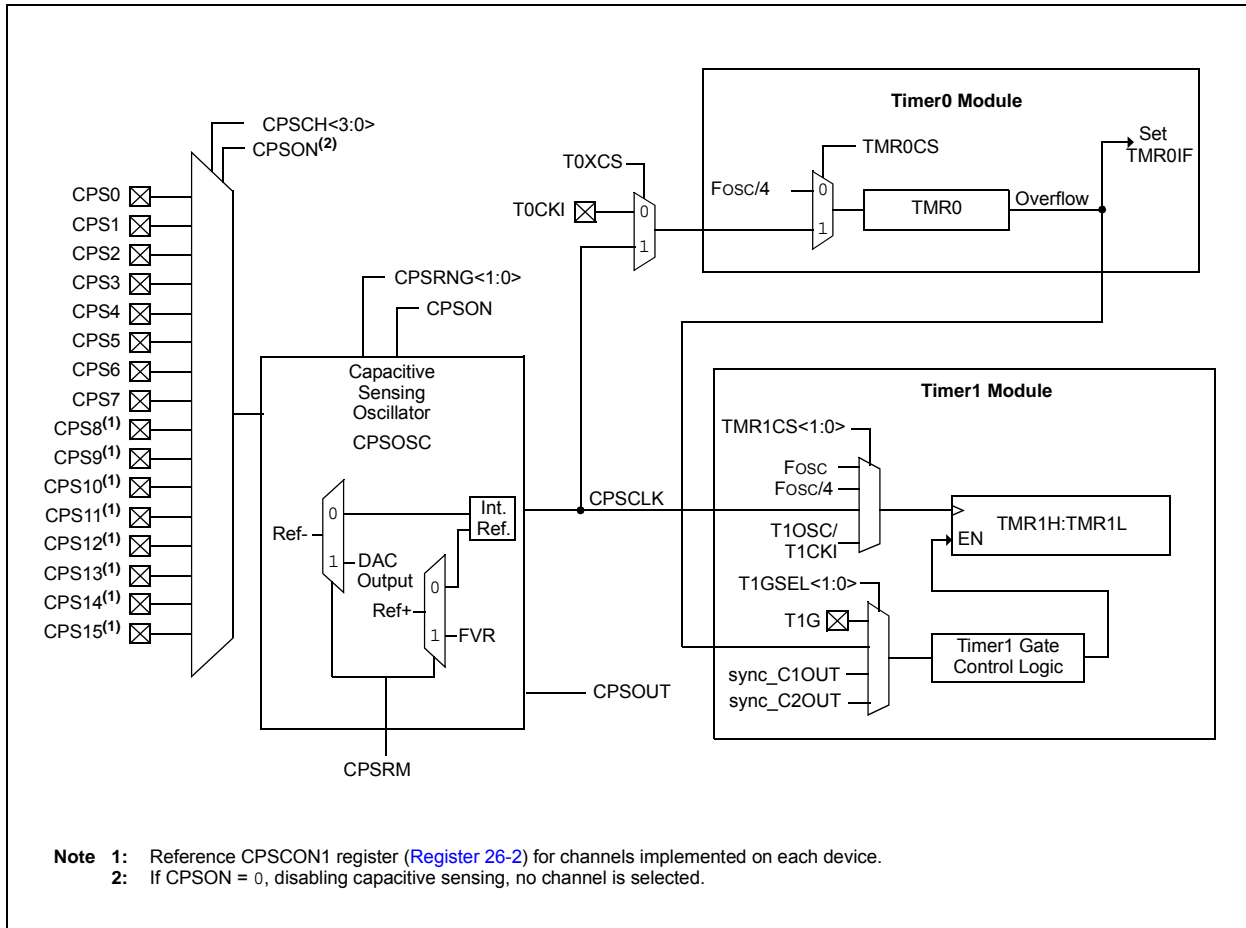 CPSCH<3:0>
CPSON(2)
CPS0
CPS1
CPS2
CPS3
CPS4
CPS5
CPS6
CPS7
CPS8(1)
CPS9(1)
CPS10(1)
CPS11(1)
CPS12(1)
CPS13(1)
CPS14(1)
CPS15(1)
CPSRNG<1:0>
CPSON
Capacitive
Sensing
Oscillator
CPSOSC
Ref-
0
1
DAC
Output
Int.
Ref.
Ref+
0
1
FVR
CPSRM
CPSCLK
CPSOUT
T0XCS
T0CKI
0
1
Timer0 Module
TMR0CS
FOSC/4
0
1
TMR0
Overflow
Set
TMR0IF
Timer1 Module
TMR1CS<1:0>
FOSC
FOSC/4
T1OSC/
T1CKI
TMR1H:TMR1L
EN
T1GSEL<1:0>
T1G
sync_C1OUT
sync_C2OUT
Timer1 Gate
Control Logic
Note 1: Reference CPSCON1 register (Register 26-2) for channels implemented on each device.
2: If CPSON = 0, disabling capacitive sensing, no channel is selected.